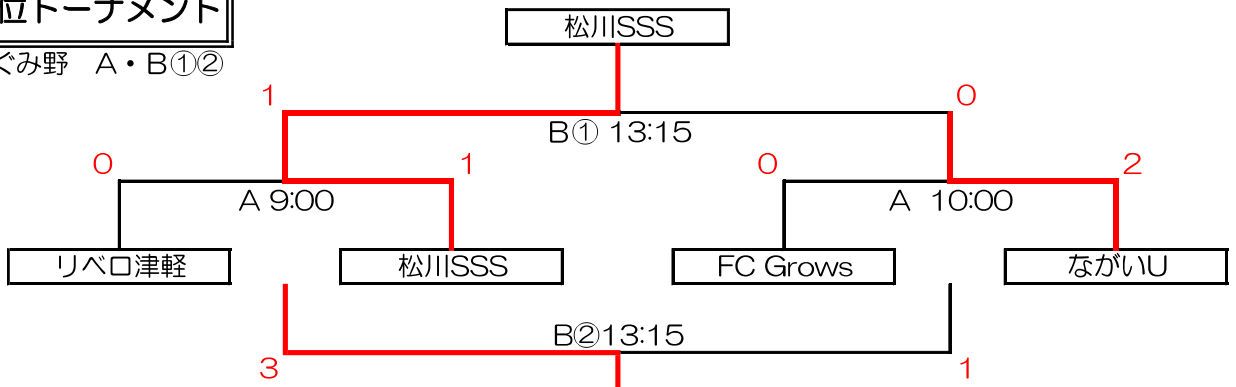 位トーナメント
松川SSS
ぐみ野 A・B①②
1
0
B① 13:15
0
1
0
2
A 9:00
A 10:00
リベロ津軽
松川SSS
FC Grows
ながいU
B②13:15
3
1